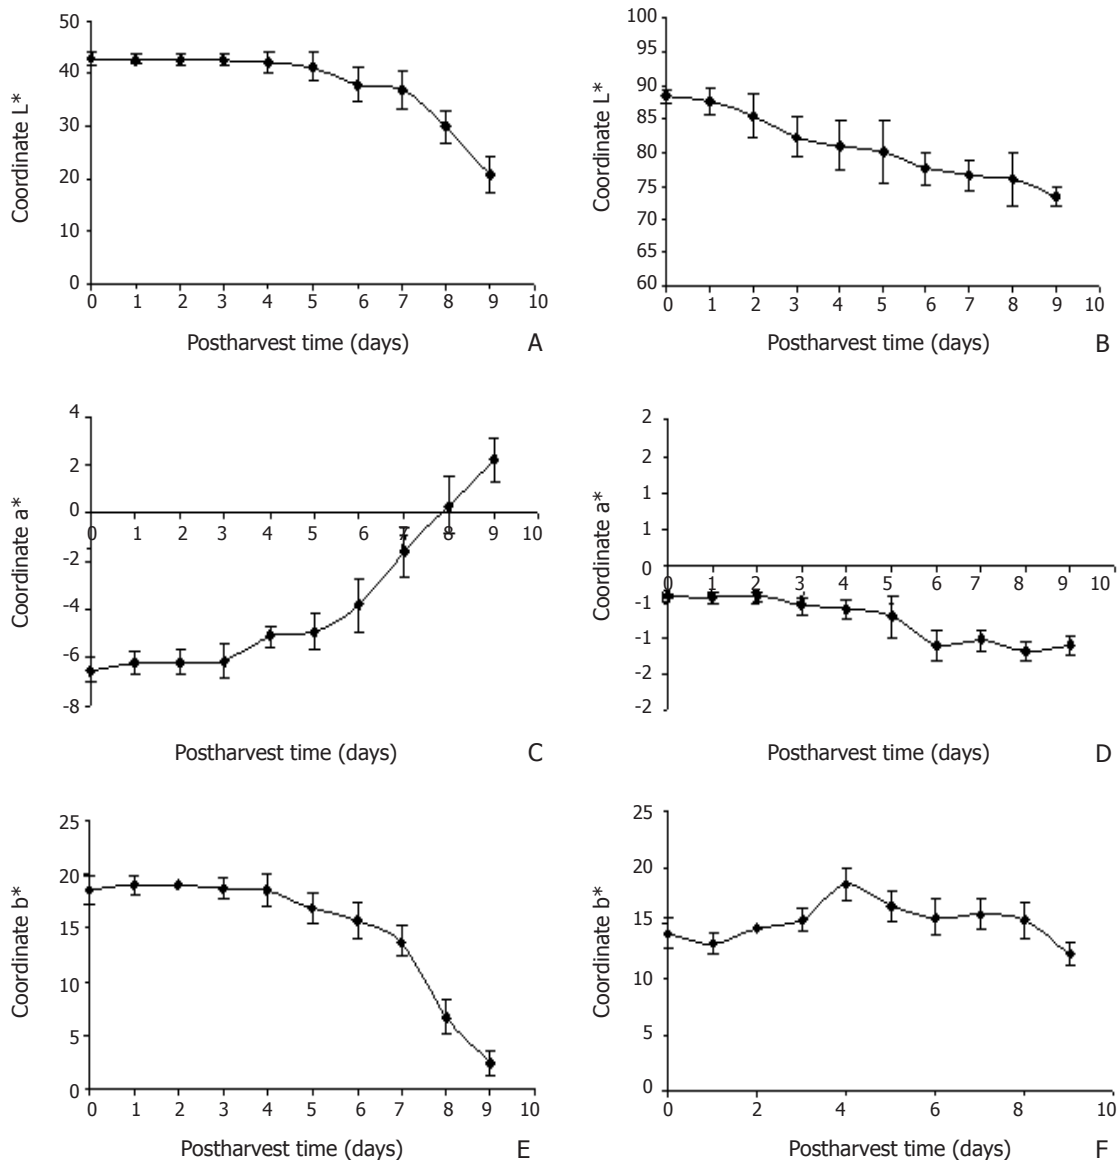 50
40
30
20
10
0
0 1 2 3 4 5 6 7 8 9 10
Coordinate L*
Postharvest time (days)
A
100
95
90
85
80
75
70
65
60
0 1 2 3 4 5 6 7 8 9 10
Coordinate L*
Postharvest time (days)
B
4
2
0
-2
-4
-6
-8
0 1 2 3 4 5 6 7 8 9 10
Coordinate a*
Postharvest time (days)
C
2
2
1
1
0
-1
-1
-2
-2
0 1 2 3 4 5 6 7 8 9 10
Coordinate a*
Postharvest time (days)
D
25
20
15
10
5
0
0 1 2 3 4 5 6 7 8 9 10
Coordinate b*
Postharvest time (days)
E
25
20
15
10
5
0
0 2 4 6 8 10
Coordinate b*
Postharvest time (days)
F